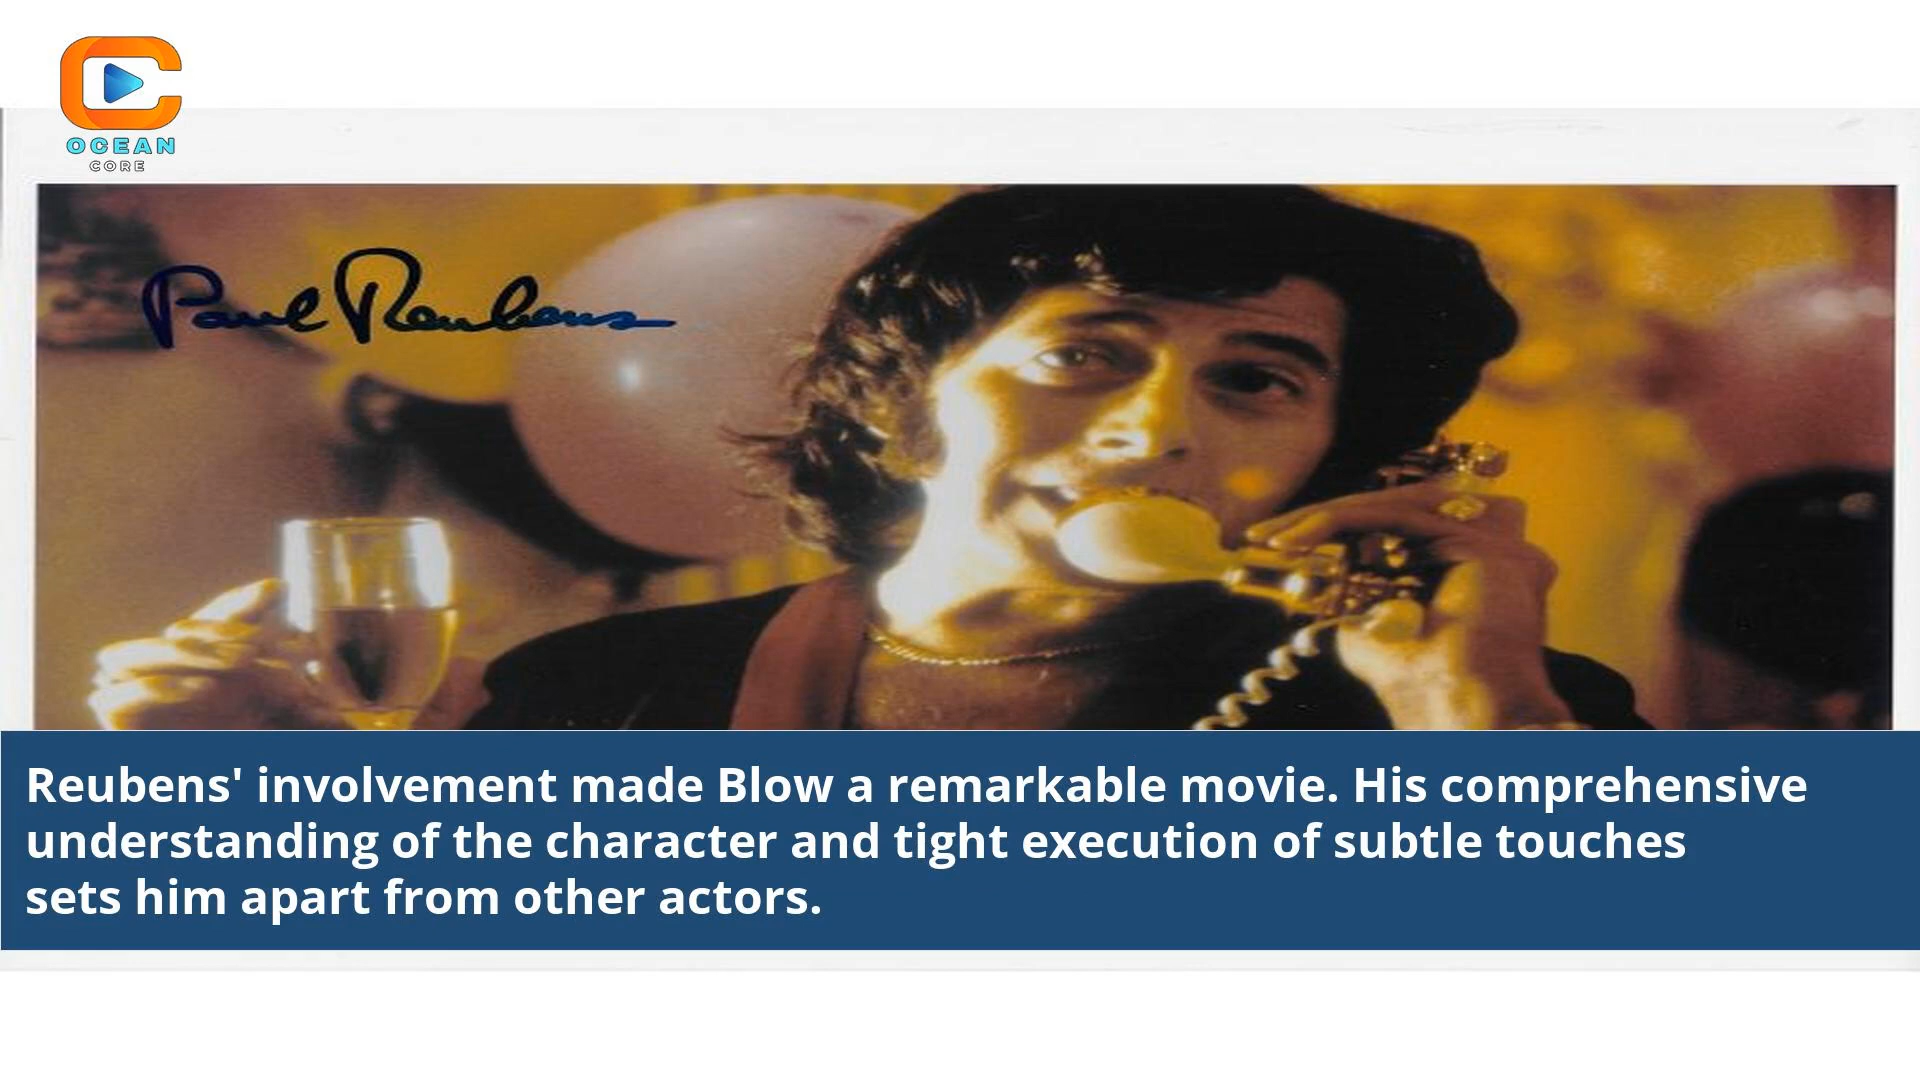 OCEAN
CORE
Paul Reubens
Reubens' involvement made Blow a remarkable movie. His comprehensive
understanding of the character and tight execution of subtle touches
sets him apart from other actors.